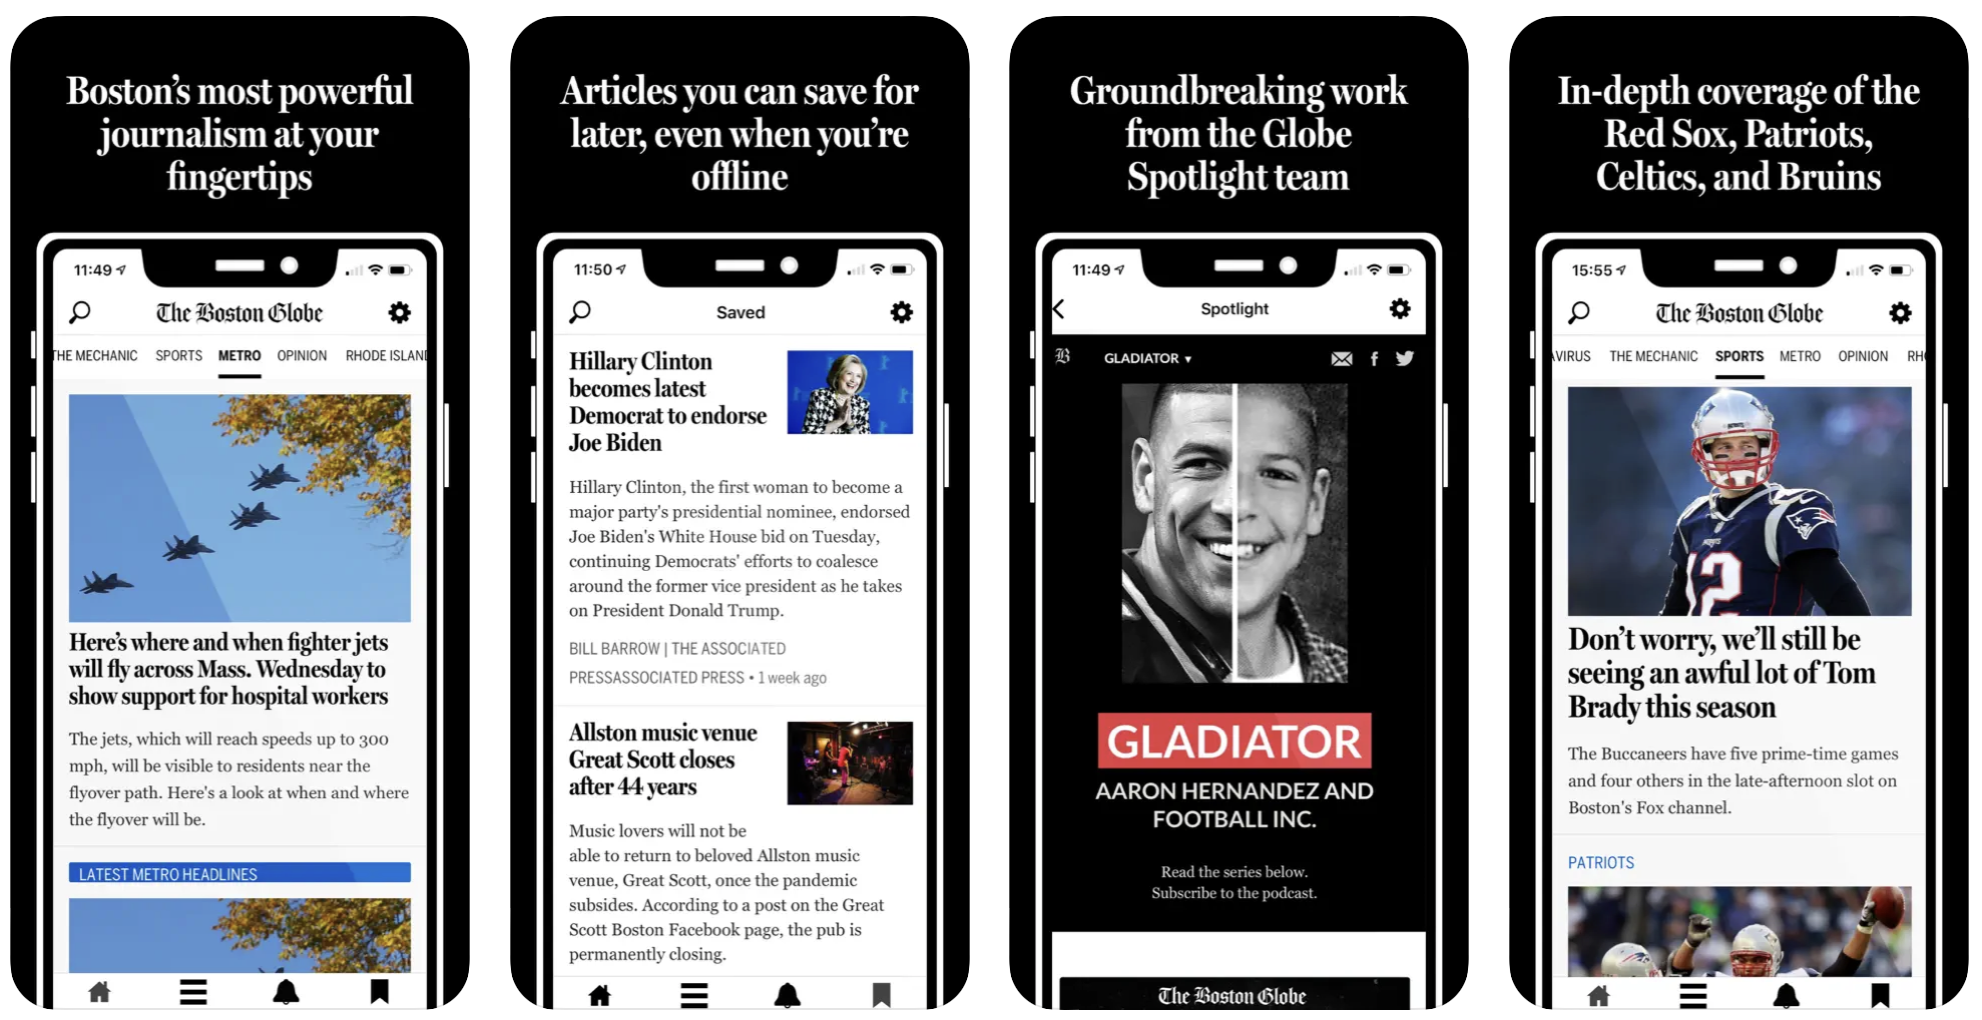 Boston's most powerful
journalism at your
fingertips
11:49
The Boston Globe
THE MECHANIC SPORTS METRO OPINION RHODE ISLAND
Here's where and when fighter jets
will fly across Mass. Wednesday to
show support for hospital workers
The jets, which will reach speeds up to 300
mph, will be visible to residents near the
flyover path. Here's a look at when and where
the flyover will be.
LATEST METRO HEADLINES
Articles you can save for
later, even when you're
offline
11:50
Saved
Hillary Clinton
becomes latest
Democrat to endorse
Joe Biden
Hillary Clinton, the first woman to become a
major party's presidential nominee, endorsed
Joe Biden's White House bid on Tuesday,
continuing Democrats' efforts to coalesce
around the former vice president as he takes
on President Donald Trump.
BILL BARROW | THE ASSOCIATED
PRESSASSOCIATED PRESS • 1 week ago
Allston music venue
Great Scott closes
after 44 years
Music lovers will not be
able to return to beloved Allston music
venue, Great Scott, once the pandemic
subsides. According to a post on the Great
Scott Boston Facebook page, the pub is
permanently closing.
Groundbreaking work
from the Globe
Spotlight team
11:49
Spotlight
B GLADIATOR ▾
GLADIATOR
AARON HERNANDEZ AND
FOOTBALL INC.
Read the series below.
Subscribe to the podcast.
The Boston Globe
In-depth coverage of the
Red Sox, Patriots,
Celtics, and Bruins
15:55
The Boston Globe
VIRUS THE MECHANIC SPORTS METRO OPINION RH
PATRIOTS
12
Don't worry, we'll still be
seeing an awful lot of Tom
Brady this season
The Buccaneers have five prime-time games
and four others in the late-afternoon slot on
Boston's Fox channel.
PATRIOTS